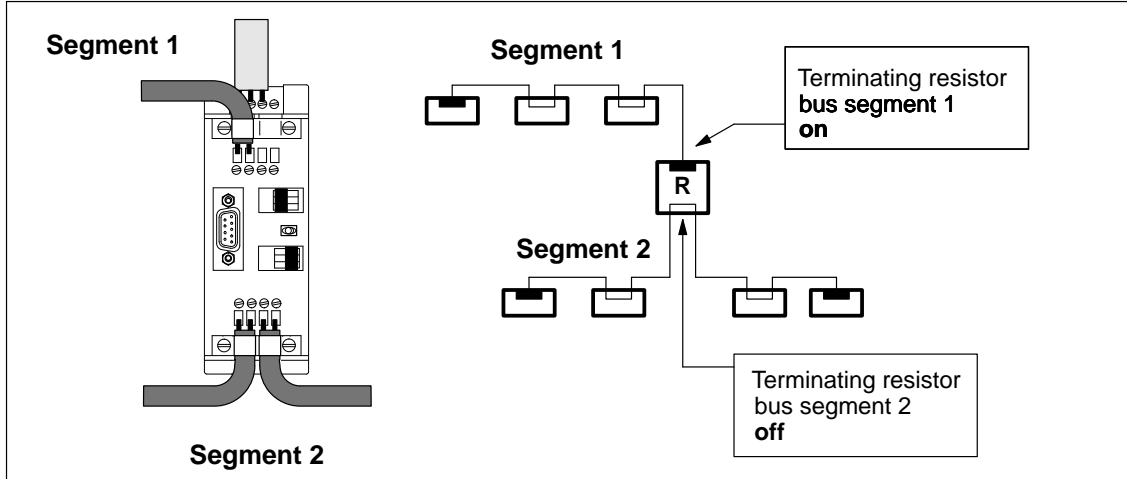 Segment 1
Segment 1
Terminating resistor
bus segment 1
on
R
Segment 2
Terminating resistor
bus segment 2
off
Segment 2